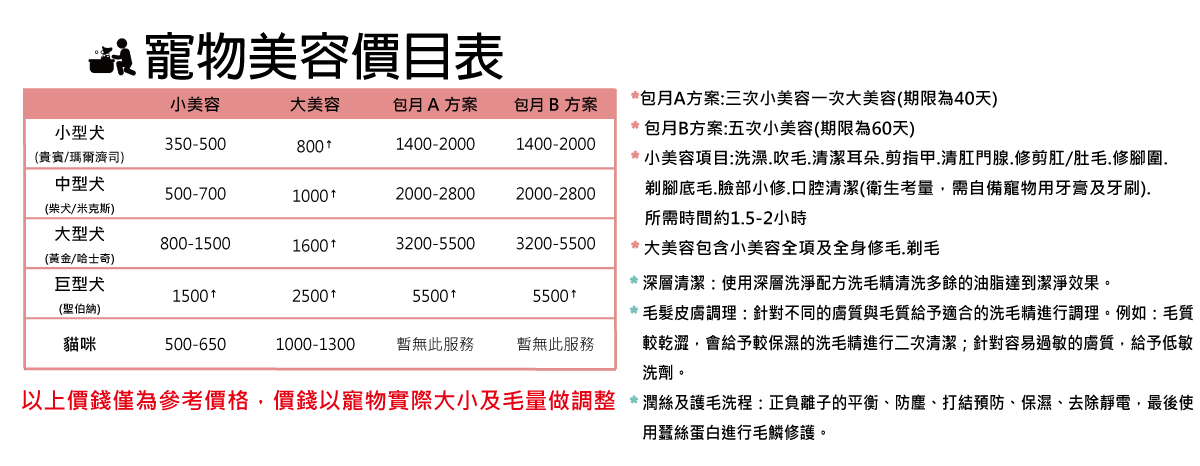 寵物美容價目表
小美容 大美容 包月 A 方案 包月 B 方案
小型犬
(貴賓/瑪爾濟司) 350-500 800↑ 1400-2000 1400-2000
中型犬
(柴犬/米克斯) 500-700 1000↑ 2000-2800 2000-2800
大型犬
(黃金/哈士奇) 800-1500 1600↑ 3200-5500 3200-5500
巨型犬
(聖伯納) 1500↑ 2500↑ 5500↑ 5500↑
貓咪 500-650 1000-1300 暫無此服務 暫無此服務
以上價錢僅為參考價格，價錢以寵物實際大小及毛量做調整
*包月A方案:三次小美容一次大美容(期限為40天)
* 包月B方案:五次小美容(期限為60天)
* 小美容項目:洗澡.吹毛.清潔耳朵.剪指甲.清肛門腺.修剪肛/肚毛.修腳圍.
剃腳底毛.臉部小修.口腔清潔(衛生考量，需自備寵物用牙膏及牙刷).
所需時間約1.5-2小時
* 大美容包含小美容全項及全身修毛.剃毛
* 深層清潔：使用深層洗淨配方洗毛精清洗多餘的油脂達到潔淨效果。
* 毛髮皮膚調理：針對不同的膚質與毛質給予適合的洗毛精進行調理。例如：毛質
較乾澀，會給予較保濕的洗毛精進行二次清潔；針對容易過敏的膚質，給予低敏
洗劑。
* 潤絲及護毛洗程：正負離子的平衡、防塵、打結預防、保濕、去除靜電，最後使
用蠶絲蛋白進行毛鱗修護。